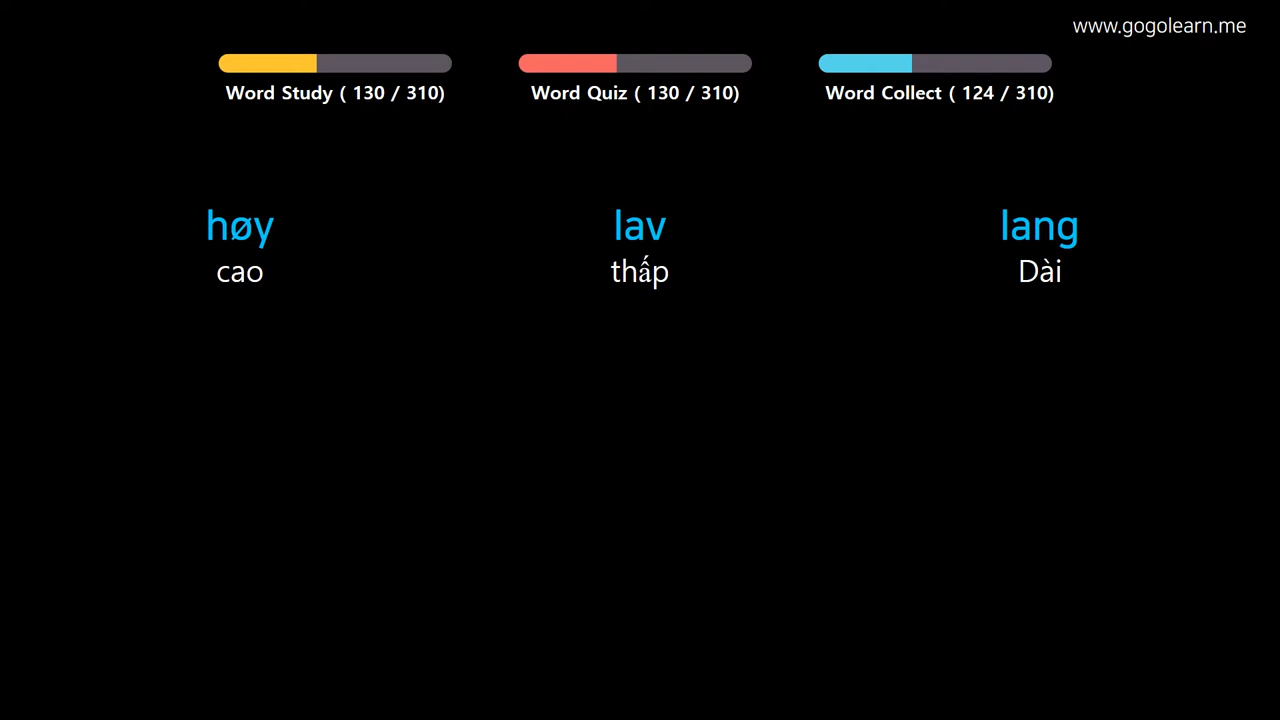 www.gogolearn.me
Word Study ( 130 / 310)
Word Quiz ( 130 / 310)
Word Collect ( 124 / 310)
høy
cao
lav
thấp
lang
Dài